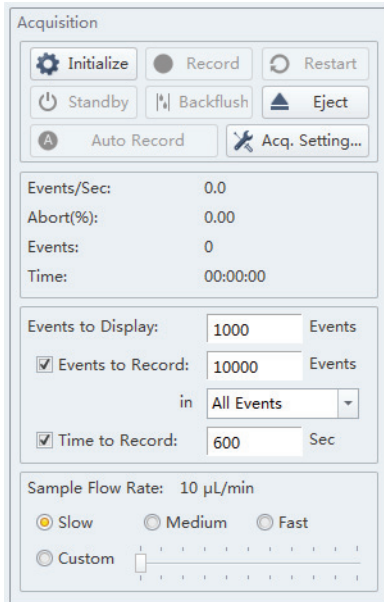 Acquisition
Initialize Record Restart
Standby Backflush Eject
A Auto Record Acq. Setting...
Events/Sec: 0.0
Abort(%): 0.00
Events: 0
Time: 00:00:00
Events to Display: 1000 Events
Events to Record: 10000 Events
in All Events
Time to Record: 600 Sec
Sample Flow Rate: 10 μL/min
Slow Medium Fast
Custom